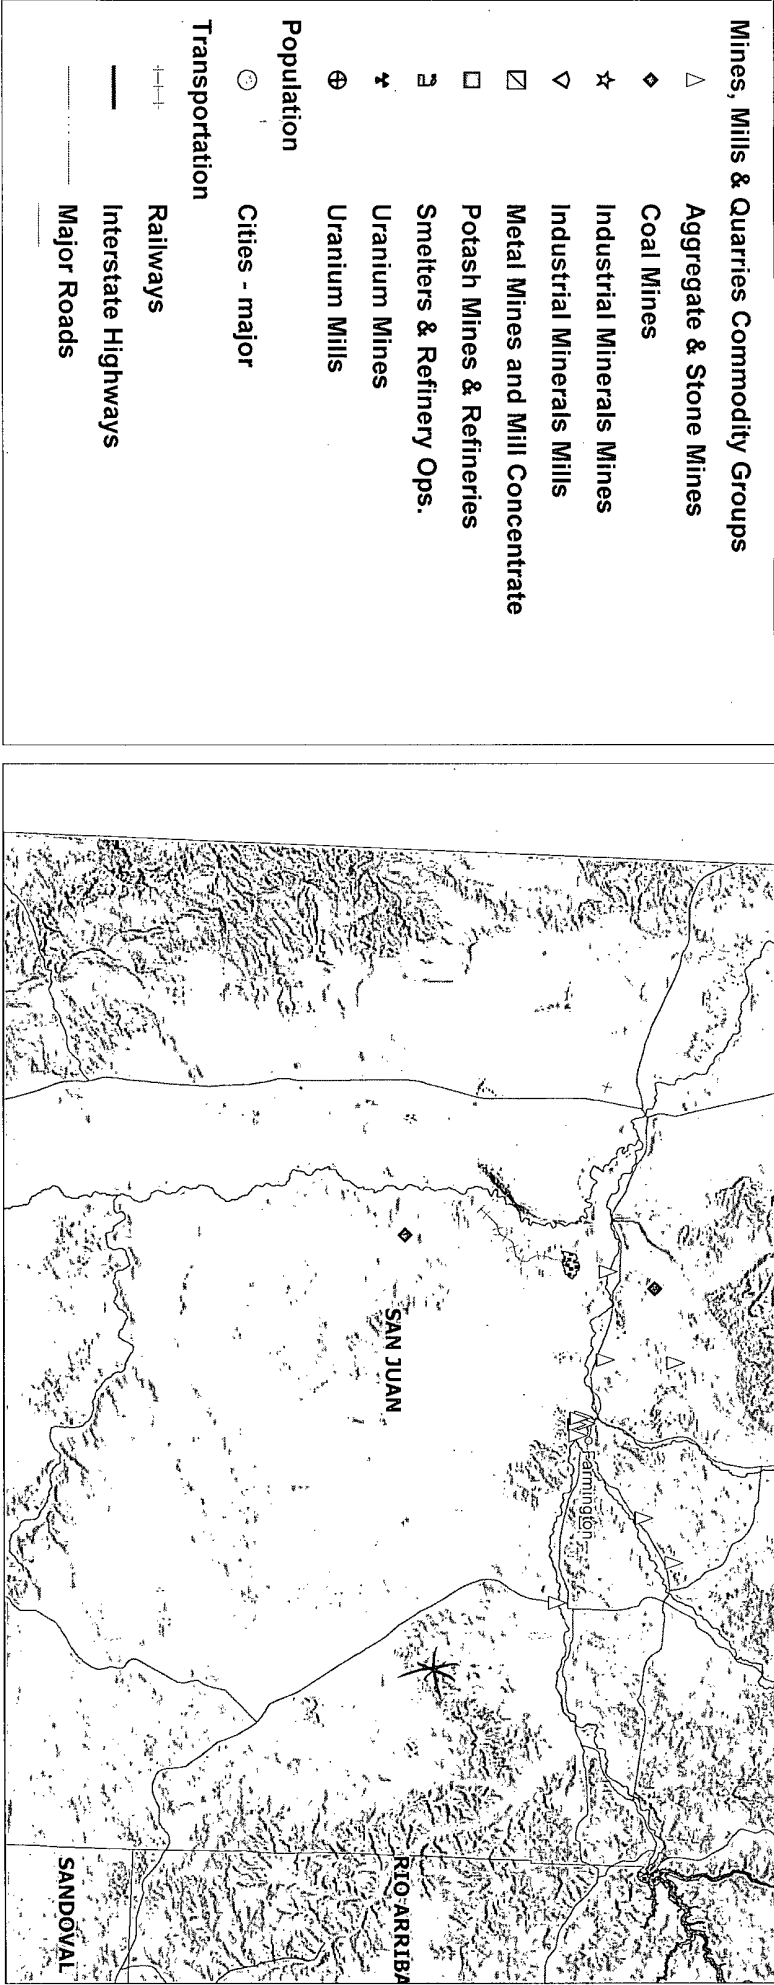 Mines, Mills & Quarries Commodity Groups
Aggregate & Stone Mines
Coal Mines
Industrial Minerals Mines
Industrial Minerals Mills
Metal Mines and Mill Concentrate
Potash Mines & Refineries
Smelters & Refinery Ops.
Uranium Mines
Uranium Mills
Population
Cities - major
Transportation
Railways
Interstate Highways
Major Roads
Farmington
SAN JUAN
RIO ARRIBA
SANDOVAL